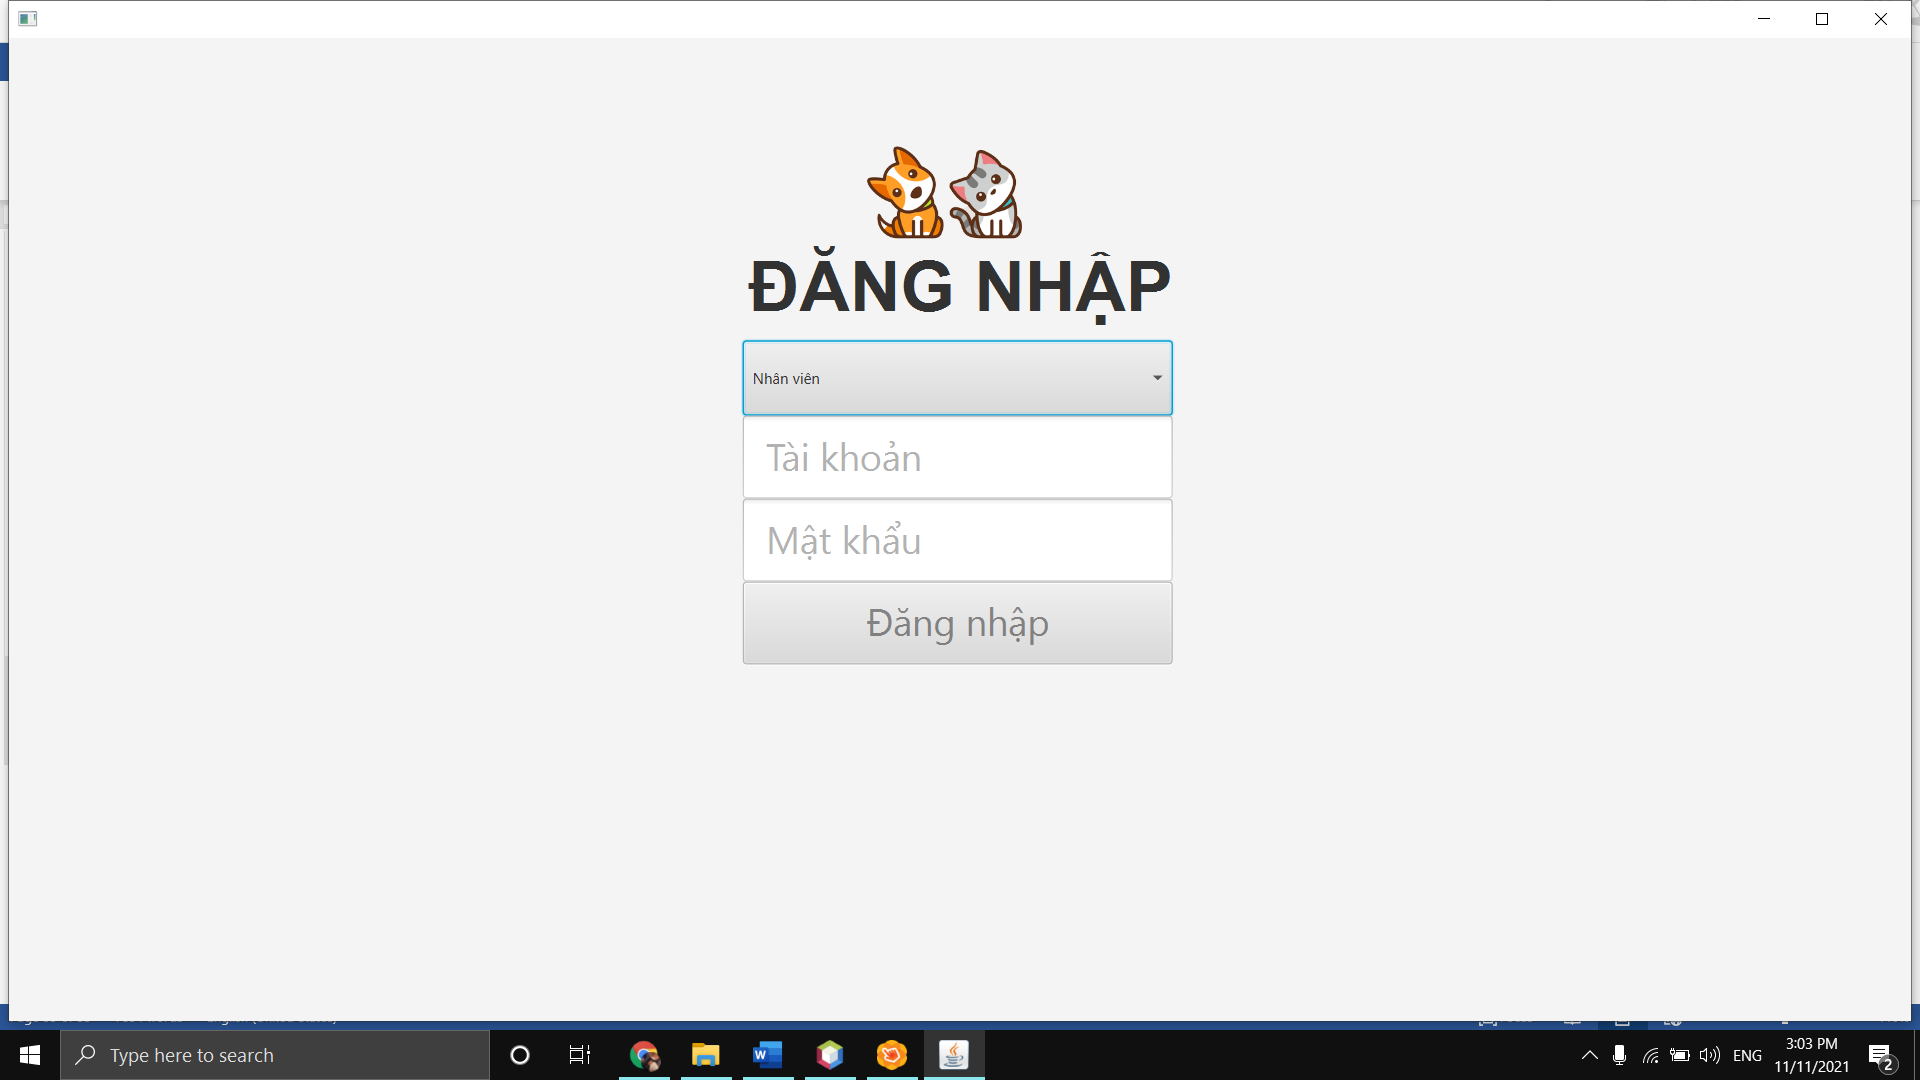 ĐĂNG NHẬP
Nhân viên
Tài khoản
Mật khẩu
Đăng nhập
Type here to search
ENG
3:03 PM
11/11/2021
2